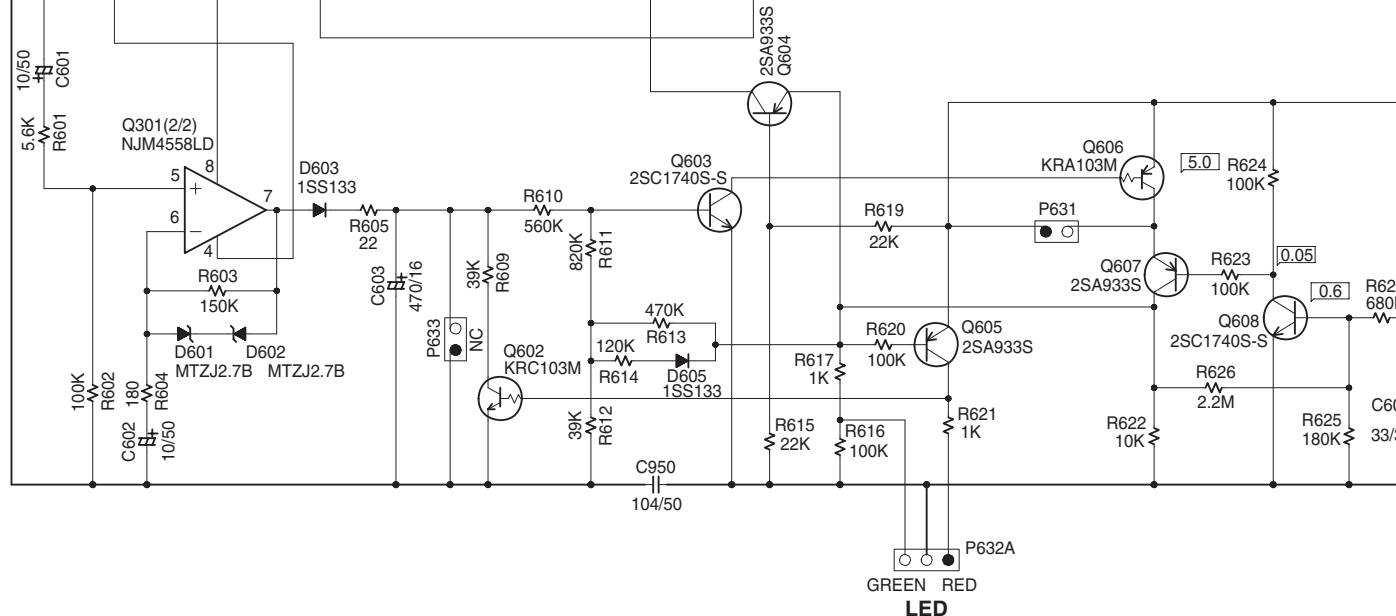 10/50
C601
5.6K
R601
Q301(2/2)
NJM4558LD
5
+
6
−
8
4
7
D603
1SS133
R605
22
R603
150K
D601
MTZJ2.7B
D602
MTZJ2.7B
100K
R602
180
R604
C602
10/50
C603
470/16
P633
NC
39K
R609
Q602
KRC103M
R610
560K
820K
R611
470K
R613
120K
R614
D605
1SS133
39K
R612
C950
104/50
Q603
2SC1740S-S
2SA933S
Q604
R619
22K
R617
1K
R620
100K
Q605
2SA933S
R615
22K
R616
100K
R621
1K
P632A
GREEN
RED
LED
Q606
KRA103M
5.0
P631
R624
100K
Q607
2SA933S
R623
100K
0.05
0.6
Q608
2SC1740S-S
R62
680
R626
2.2M
R622
10K
R625
180K
C60
33/